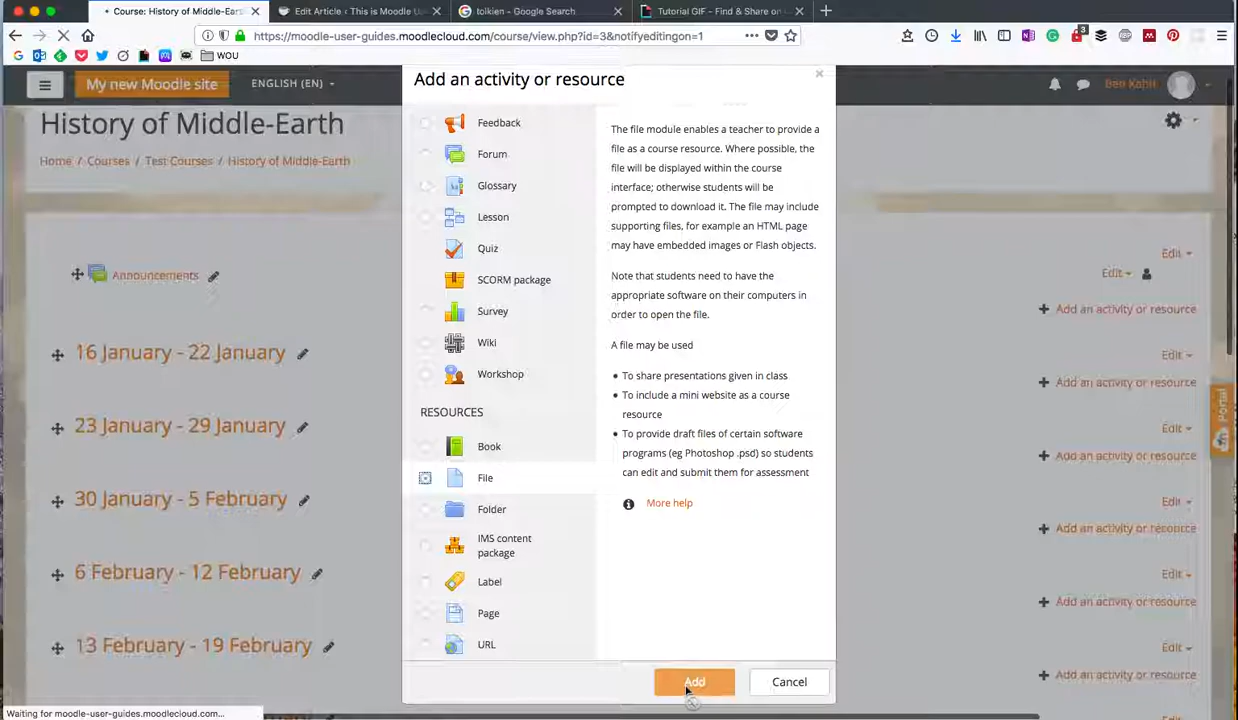 Course: History of Middle-Ear
Edit Article ‹ This is Moodle U
tolkien - Google Search
Tutorial GIF - Find & Share on
https://moodle-user-guides.moodlecloud.com/course/view.php?id=3&notifyeditingon=1
WOU
My new Moodle site
ENGLISH (EN)
Ben Kahn
History of Middle-Earth
Home / Courses / Test Courses / History of Middle-Earth
Announcements
Edit
Edit
Add an activity or resource
16 January - 22 January
Edit
Add an activity or resource
23 January - 29 January
Edit
Add an activity or resource
30 January - 5 February
Edit
Add an activity or resource
6 February - 12 February
Edit
Add an activity or resource
13 February - 19 February
Edit
Add an activity or resource
Portal
Add an activity or resource
×
Feedback
Forum
Glossary
Lesson
Quiz
SCORM package
Survey
Wiki
Workshop
RESOURCES
Book
File
Folder
IMS content
package
Label
Page
URL
The file module enables a teacher to provide a
file as a course resource. Where possible, the
file will be displayed within the course
interface; otherwise students will be
prompted to download it. The file may include
supporting files, for example an HTML page
may have embedded images or Flash objects.
Note that students need to have the
appropriate software on their computers in
order to open the file.
A file may be used
• To share presentations given in class
• To include a mini website as a course
resource
• To provide draft files of certain software
programs (eg Photoshop .psd) so students
can edit and submit them for assessment
More help
Add
Cancel
Waiting for moodle-user-guides.moodlecloud.com...